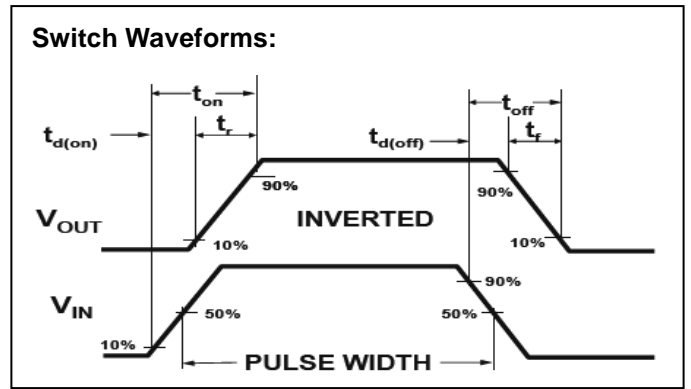 Switch Waveforms:
t_on
t_off
t_d(on)
t_r
t_d(off)
t_f
90%
90%
V_OUT
INVERTED
10%
10%
90%
V_IN
50%
50%
10%
PULSE WIDTH